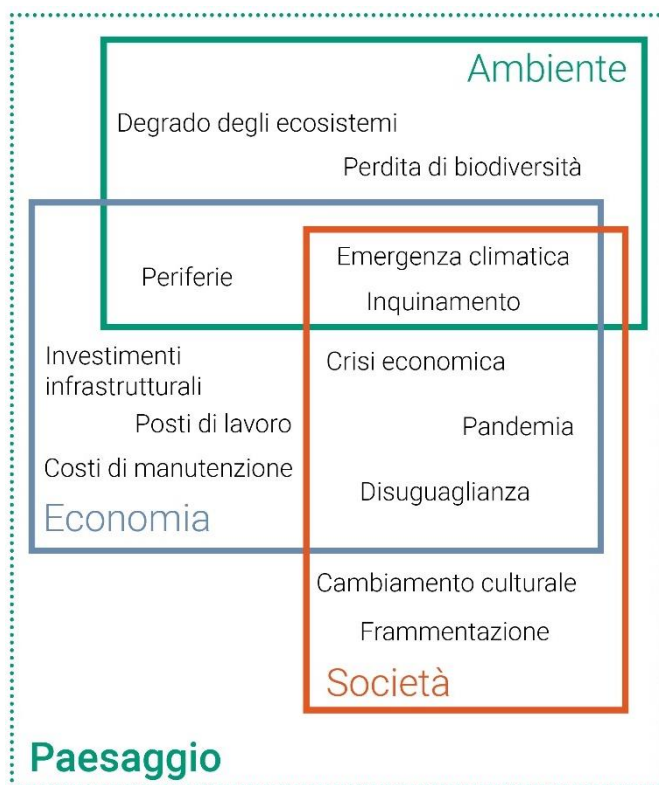 Ambiente
Degrado degli ecosistemi
Perdita di biodiversità
Emergenza climatica
Periferie
Inquinamento
Investimenti
infrastrutturali
Crisi economica
Posti di lavoro
Pandemia
Costi di manutenzione
Disuguaglianza
Economia
Cambiamento culturale
Frammentazione
Società
Paesaggio